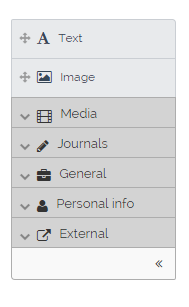 Text
Image
Media
Journals
General
Personal info
External